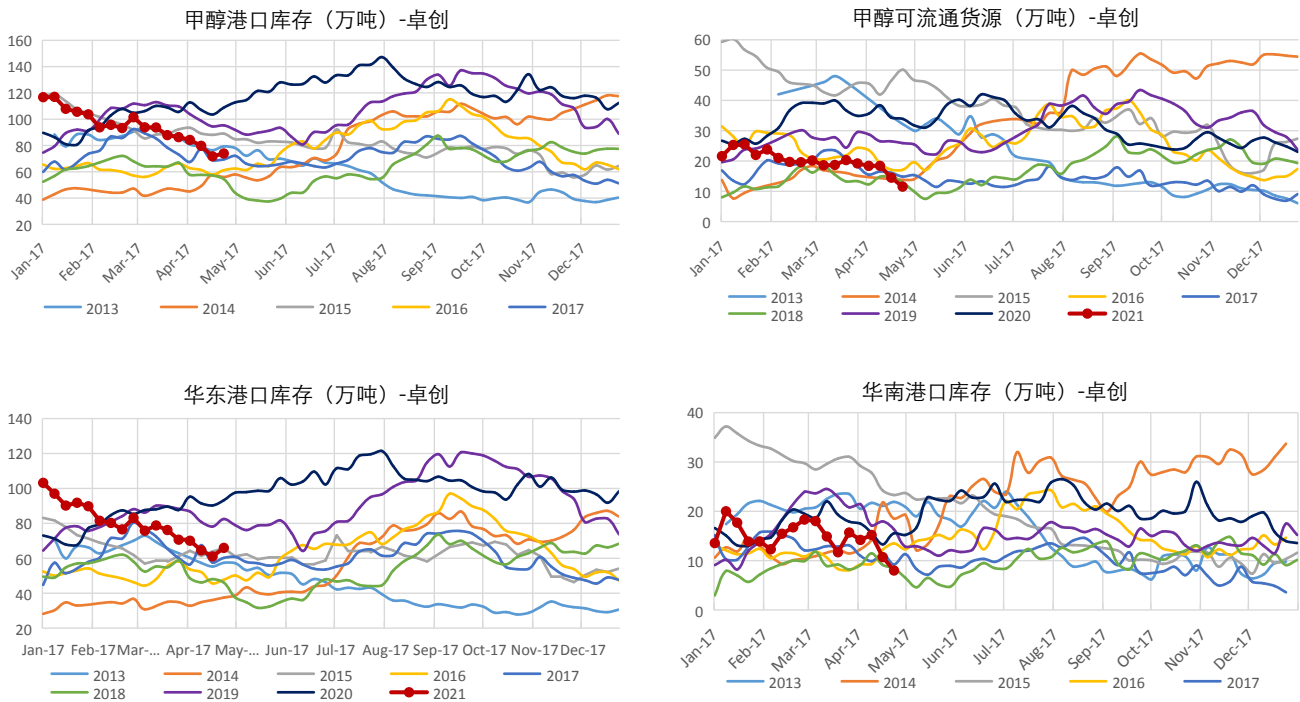 甲醇港口库存（万吨）-卓创
160
140
120
100
80
60
40
20
Jan-17 Feb-17 Mar-17 Apr-17 May-17 Jun-17 Jul-17 Aug-17 Sep-17 Oct-17 Nov-17 Dec-17
2013 2014 2015 2016 2017
甲醇可流通货源（万吨）-卓创
60
50
40
30
20
10
0
Jan-17 Feb-17 Mar-17 Apr-17 May-17 Jun-17 Jul-17 Aug-17 Sep-17 Oct-17 Nov-17 Dec-17
2013 2014 2015 2016 2017
2018 2019 2020 2021
华东港口库存（万吨）-卓创
140
120
100
80
60
40
20
Jan-17 Feb-17 Mar-... Apr-17 May-... Jun-17 Jul-17 Aug-17 Sep-17 Oct-17 Nov-17 Dec-17
2013 2014 2015 2016 2017
2018 2019 2020 2021
华南港口库存（万吨）-卓创
40
30
20
10
0
Jan-17 Feb-17 Mar-17 Apr-17 May-17 Jun-17 Jul-17 Aug-17 Sep-17 Oct-17 Nov-17 Dec-17
2013 2014 2015 2016 2017